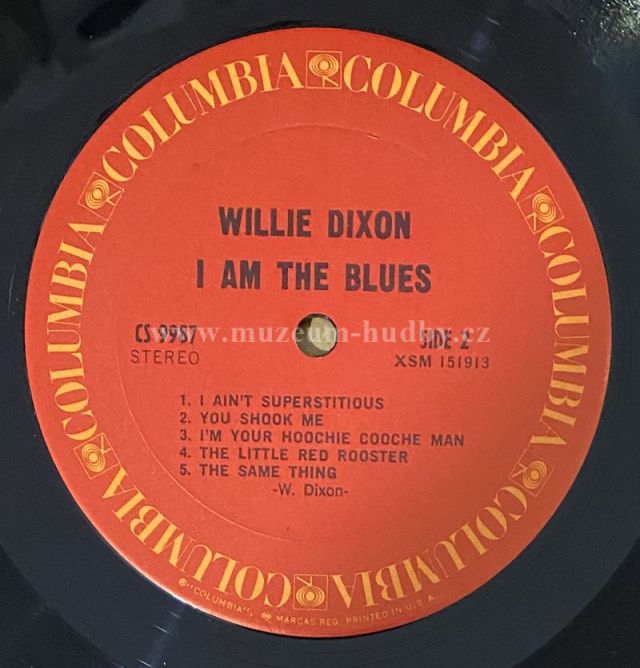 COLUMBIA COLUMBIA COLUMBIA COLUMBIA COLUMBIA COLUMBIA COLUMBIA
WILLIE DIXON
I AM THE BLUES
CS 9987
STEREO
SIDE 2
XSM 151913
www.muzeum-hudby.cz
1. I AIN'T SUPERSTITIOUS
2. YOU SHOOK ME
3. I'M YOUR HOOCHIE COOCHE MAN
4. THE LITTLE RED ROOSTER
5. THE SAME THING
-W. Dixon-
©"COLUMBIA", MARCAS REG. PRINTED IN U.S.A.